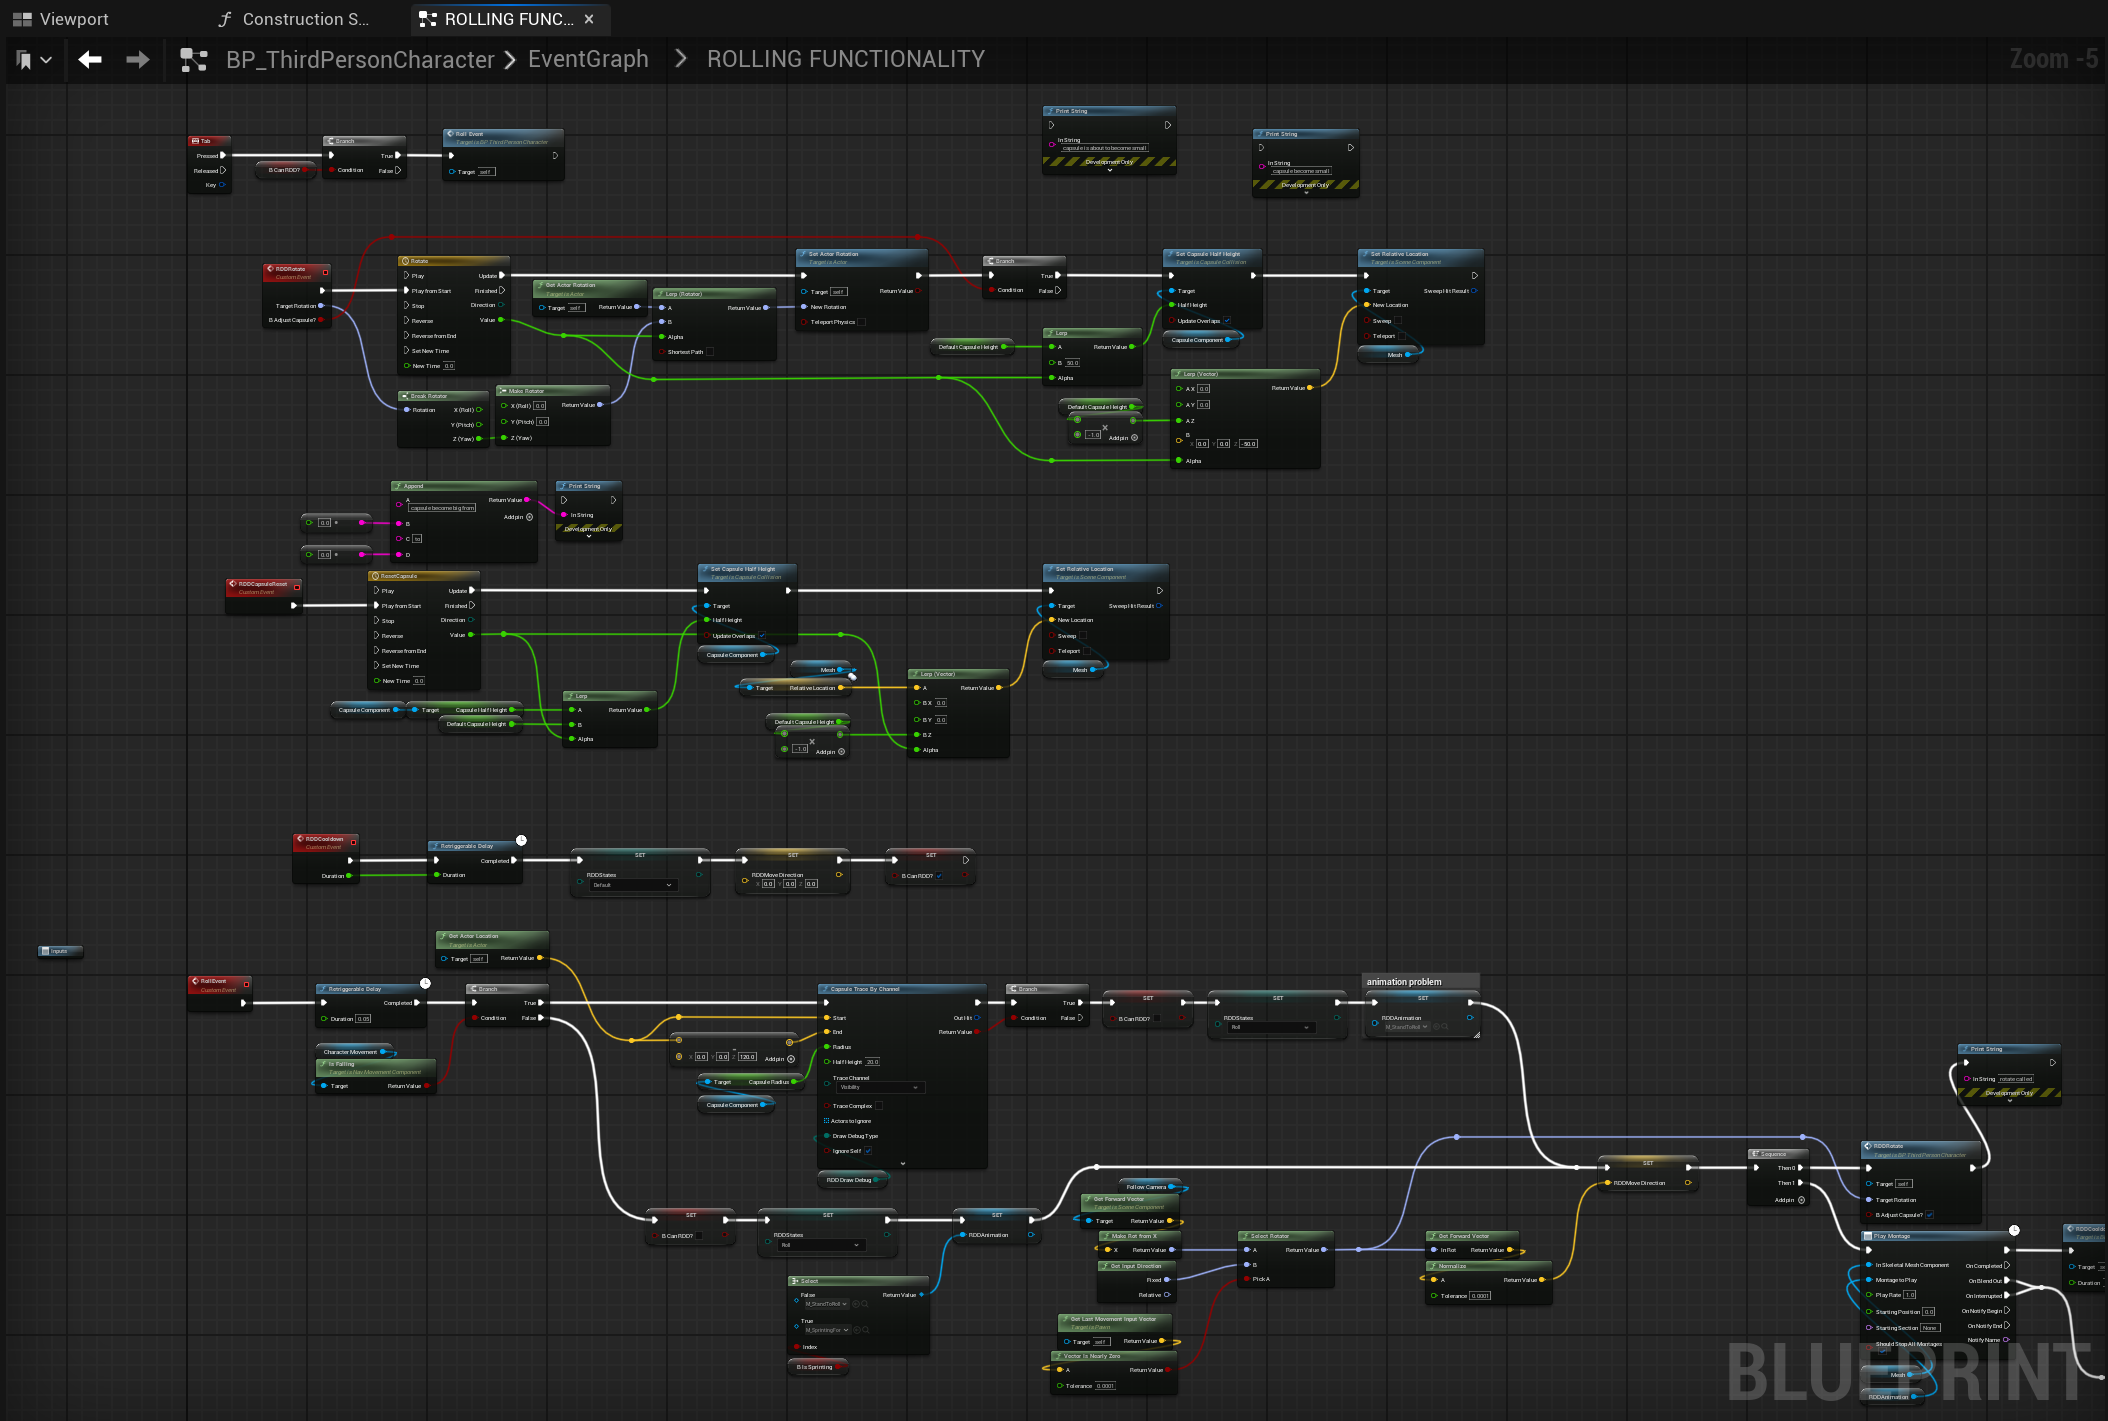 Viewport
Construction S...
ROLLING FUNC...
BP_ThirdPersonCharacter
EventGraph
ROLLING FUNCTIONALITY
Zoom -5
Tab
Pressed
Released
Key
B Can RDD?
Branch
True
Condition
False
Roll Event
Target is BP Third Person Character
Target
self
Print String
In String
capsule is about to become small
Development Only
Print String
In String
capsule become small
Development Only
RDDRotate
Custom Event
Target Rotation
B Adjust Capsule?
Rotate
Play
Update
Play from Start
Finished
Stop
Direction
Reverse
Value
Reverse from End
Set New Time
New Time
0.0
Get Actor Rotation
Target is Actor
Target
self
Return Value
Lerp (Rotator)
A
Return Value
B
Alpha
Shortest Path
Set Actor Rotation
Target is Actor
Target
self
Return Value
New Rotation
Teleport Physics
Branch
True
Condition
False
Set Capsule Half Height
Target is Capsule Collision
Target
Half Height
Update Overlaps
Capsule Component
Set Relative Location
Target is Scene Component
Target
Sweep Hit Result
New Location
Sweep
Teleport
Mesh
Default Capsule Height
Lerp
A
Return Value
B
50.0
Alpha
Break Rotator
Rotation
X (Roll)
Y (Pitch)
Z (Yaw)
Make Rotator
X (Roll)
0.0
Return Value
Y (Pitch)
0.0
Z (Yaw)
Default Capsule Height
-1.0
Add pin
Lerp (Vector)
A X
0.0
Return Value
A Y
0.0
A Z
B
X 0.0 Y 0.0 Z -50.0
Alpha
Append
A
capsule become big from
Return Value
Add pin
B
C
to
D
0.0
0.0
Print String
In String
Development Only
RDDCapsuleReset
Custom Event
ResetCapsule
Play
Update
Play from Start
Finished
Stop
Direction
Reverse
Value
Reverse from End
Set New Time
New Time
0.0
Set Capsule Half Height
Target is Capsule Collision
Target
Half Height
Update Overlaps
Capsule Component
Set Relative Location
Target is Scene Component
Target
Sweep Hit Result
New Location
Sweep
Teleport
Mesh
Mesh
Target
Relative Location
Capsule Component
Target
Capsule Half Height
Default Capsule Height
Lerp
A
Return Value
B
Alpha
Default Capsule Height
-1.0
Add pin
Lerp (Vector)
A
Return Value
B X
0.0
B Y
0.0
B Z
Alpha
RDDCooldown
Custom Event
Duration
Retriggerable Delay
Completed
Duration
SET
RDDStates
Default
SET
RDDMove Direction
X 0.0 Y 0.0 Z 0.0
SET
B Can RDD?
Inputs
Get Actor Location
Target is Actor
Target
self
Return Value
RollEvent
Custom Event
Retriggerable Delay
Completed
Duration
0.05
Character Movement
Is Falling
Target is Nav Movement Component
Target
Return Value
Branch
True
Condition
False
X 0.0 Y 0.0 Z 120.0
Add pin
Target
Capsule Radius
Capsule Component
Capsule Trace By Channel
Start
Out Hit
End
Return Value
Radius
Half Height
20.0
Trace Channel
Visibility
Trace Complex
Actors to Ignore
Draw Debug Type
Ignore Self
RDD Draw Debug
Branch
True
Condition
False
SET
B Can RDD?
SET
RDDStates
Roll
animation problem
SET
RDDAnimation
M_StandToRoll
SET
B Can RDD?
SET
RDDStates
Roll
SET
RDDAnimation
Select
False
Return Value
M_StandToRoll
True
M_SprintingFor
Index
B Is Sprinting
Follow Camera
Get Forward Vector
Target is Scene Component
Target
Return Value
Make Rot from X
X
Return Value
Get Input Direction
Fixed
Relative
Get Last Movement Input Vector
Target is Pawn
Target
self
Return Value
Vector Is Nearly Zero
A
Return Value
Tolerance
0.0001
Select Rotator
A
Return Value
B
Pick A
Get Forward Vector
In Rot
Return Value
Normalize
A
Return Value
Tolerance
0.0001
SET
RDDMove Direction
Sequence
Then 0
Then 1
Add pin
Print String
In String
rotate called
Development Only
RDDRotate
Target is BP Third Person Character
Target
self
Target Rotation
B Adjust Capsule?
Play Montage
In Skeletal Mesh Component
On Completed
Montage to Play
On Blend Out
Play Rate
1.0
On Interrupted
Starting Position
0.0
On Notify Begin
Starting Section
None
On Notify End
Notify Name
Should Stop All Montages
Mesh
RDDAnimation
Target
Duration
BLUEPRINT